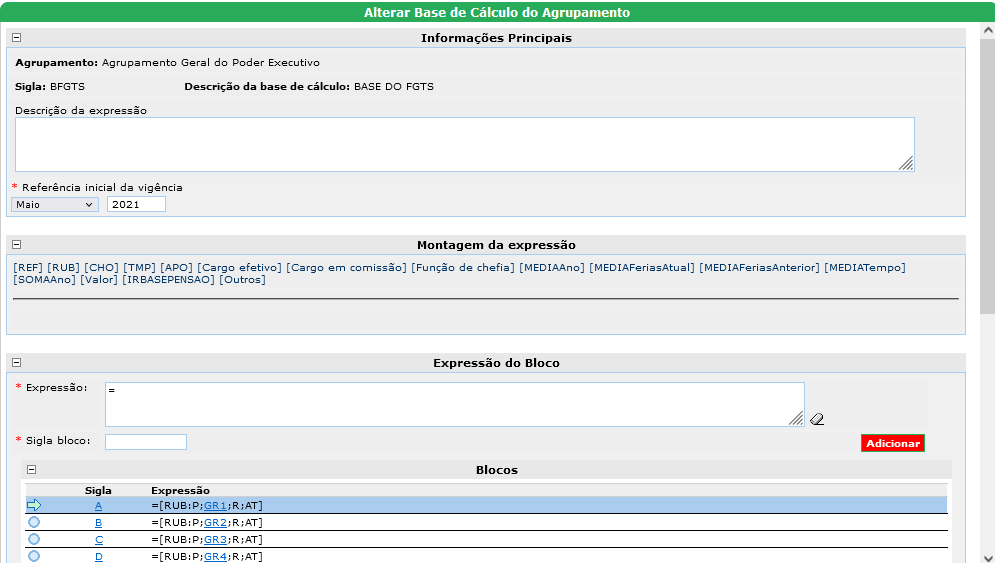 Alterar Base de Cálculo do Agrupamento
Informações Principais
Agrupamento: Agrupamento Geral do Poder Executivo
Sigla: BFGTS Descrição da base de cálculo: BASE DO FGTS
Descrição da expressão
* Referência inicial da vigência
Maio 2021
Montagem da expressão
[REF] [RUB] [CHO] [TMP] [APO] [Cargo efetivo] [Cargo em comissão] [Função de chefia] [MEDIAAno] [MEDIAFeriasAtual] [MEDIAFeriasAnterior] [MEDIATempo]
[SOMAAno] [Valor] [IRBASEPENSAO] [Outros]
Expressão do Bloco
* Expressão: =
* Sigla bloco: Adicionar
Blocos
Sigla Expressão
A =[RUB:P;GR1;R;AT]
B =[RUB:P;GR2;R;AT]
C =[RUB:P;GR3;R;AT]
D =[RUB:P;GR4;R;AT]